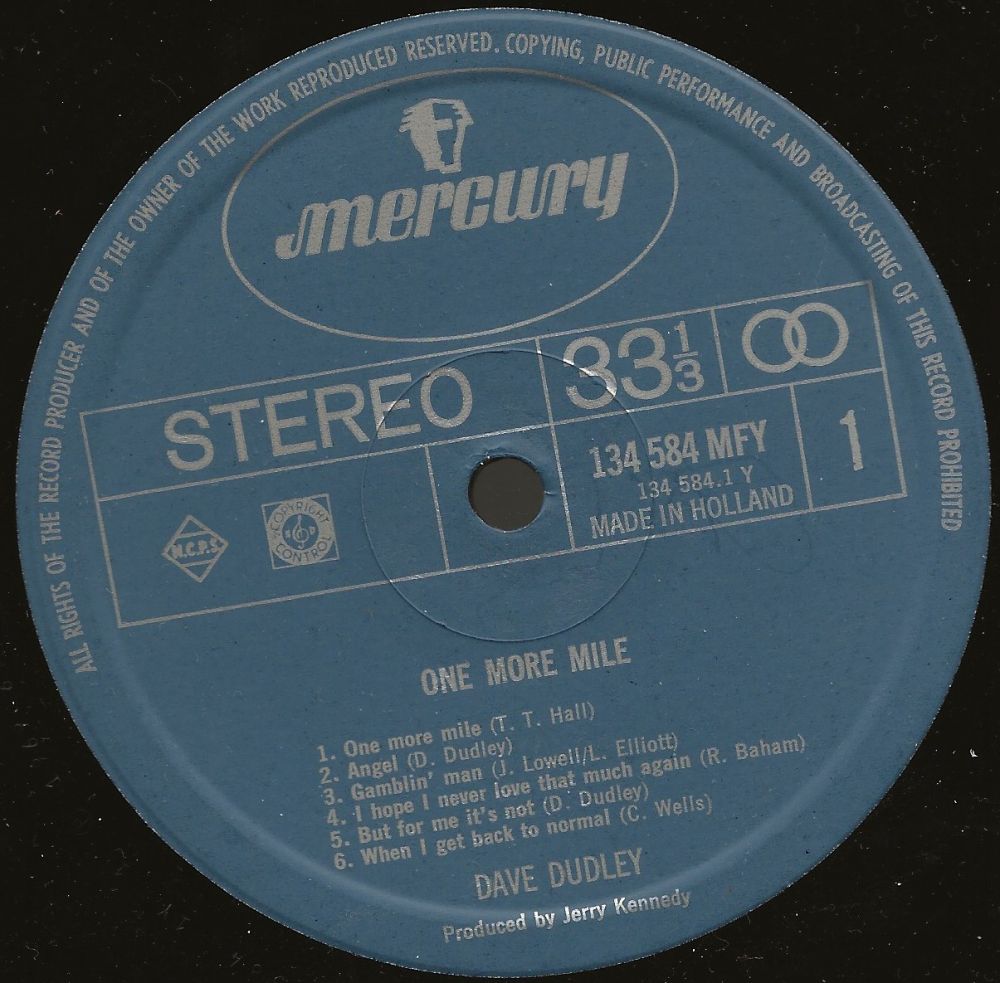 ALL RIGHTS OF THE RECORD PRODUCER AND OF THE OWNER OF THE WORK REPRODUCED RESERVED. COPYING, PUBLIC PERFORMANCE AND BROADCASTING OF THIS RECORD PROHIBITED
mercury
STEREO
33 1/3
134 584 MFY
134 584.1 Y
MADE IN HOLLAND
1
M.C.P.S.
COPYRIGHT
CONTROL
ONE MORE MILE
1. One more mile (T. T. Hall)
2. Angel (D. Dudley)
3. Gamblin' man (J. Lowell/L. Elliott)
4. I hope I never love that much again (R. Baham)
5. But for me it's not (D. Dudley)
6. When I get back to normal (C. Wells)
DAVE DUDLEY
Produced by Jerry Kennedy